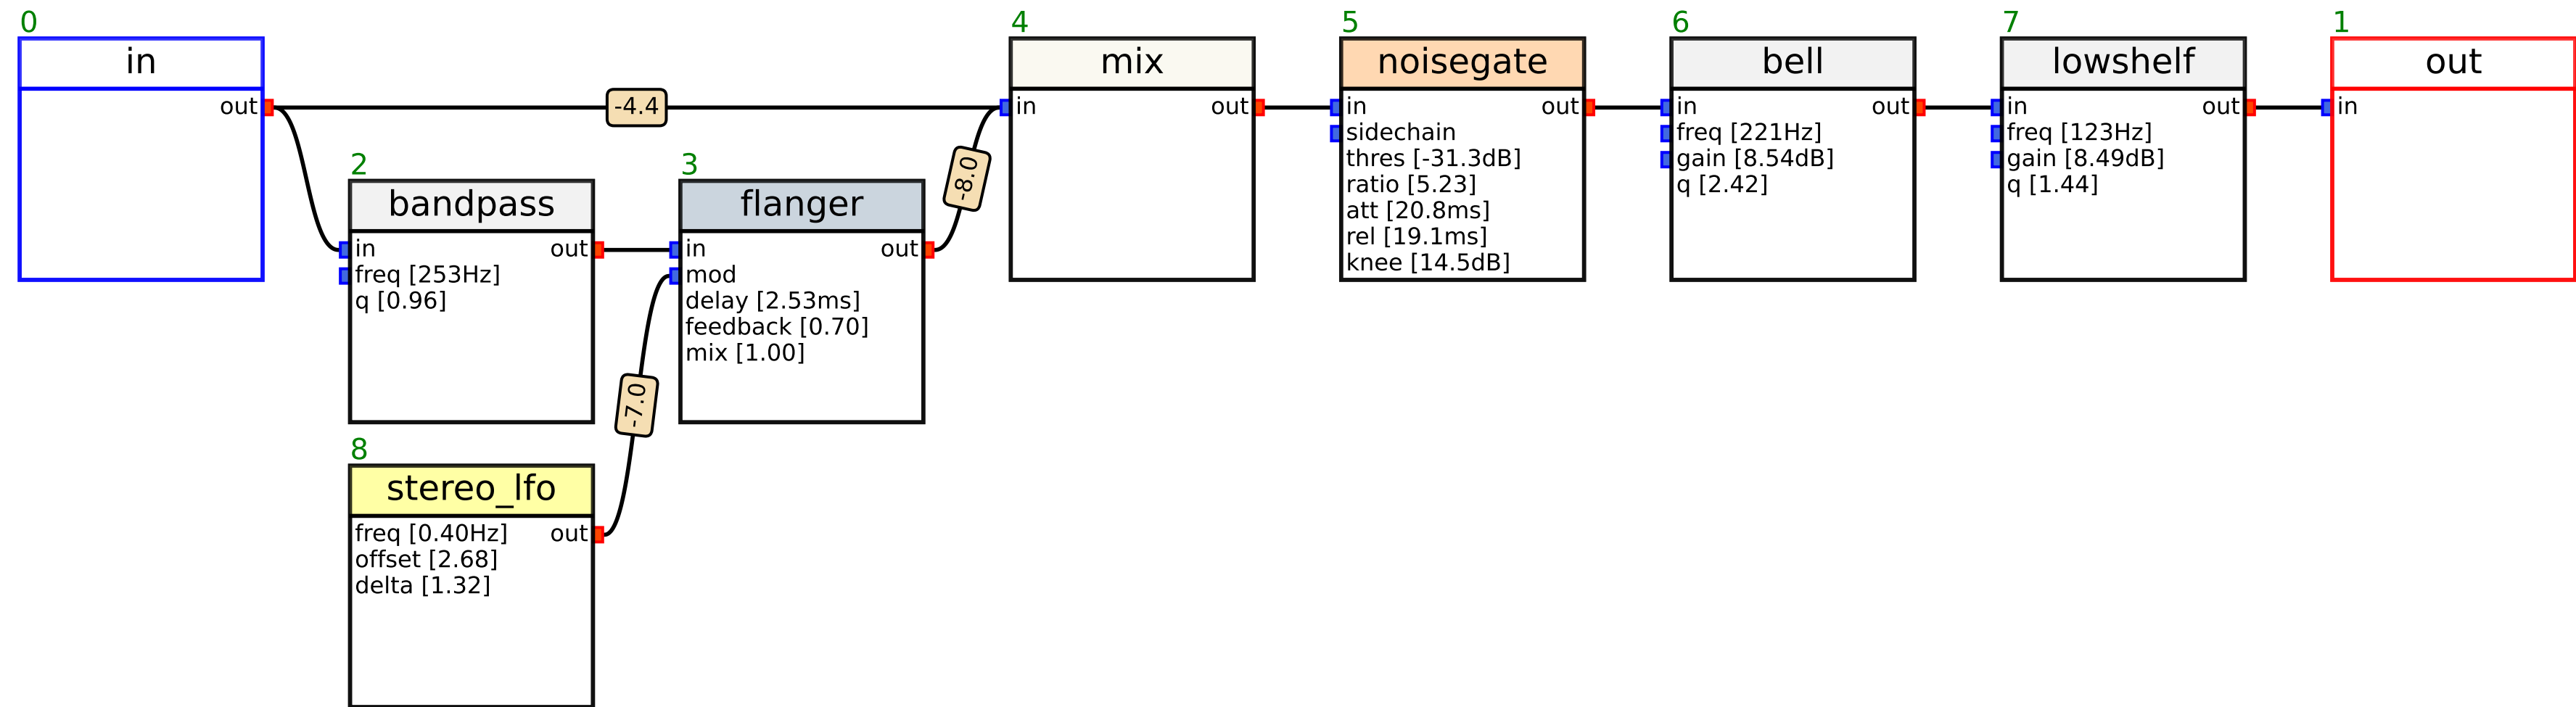 0
in
out
-4.4
2
bandpass
in
out
freq [253Hz]
q [0.96]
3
flanger
in
out
mod
delay [2.53ms]
feedback [0.70]
mix [1.00]
-8.0
-7.0
8
stereo_lfo
freq [0.40Hz]
out
offset [2.68]
delta [1.32]
4
mix
in
out
5
noisegate
in
out
sidechain
thres [-31.3dB]
ratio [5.23]
att [20.8ms]
rel [19.1ms]
knee [14.5dB]
6
bell
in
out
freq [221Hz]
gain [8.54dB]
q [2.42]
7
lowshelf
in
out
freq [123Hz]
gain [8.49dB]
q [1.44]
1
out
in